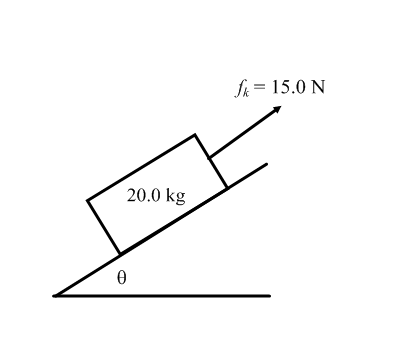 fk = 15.0 N
20.0 kg
θ